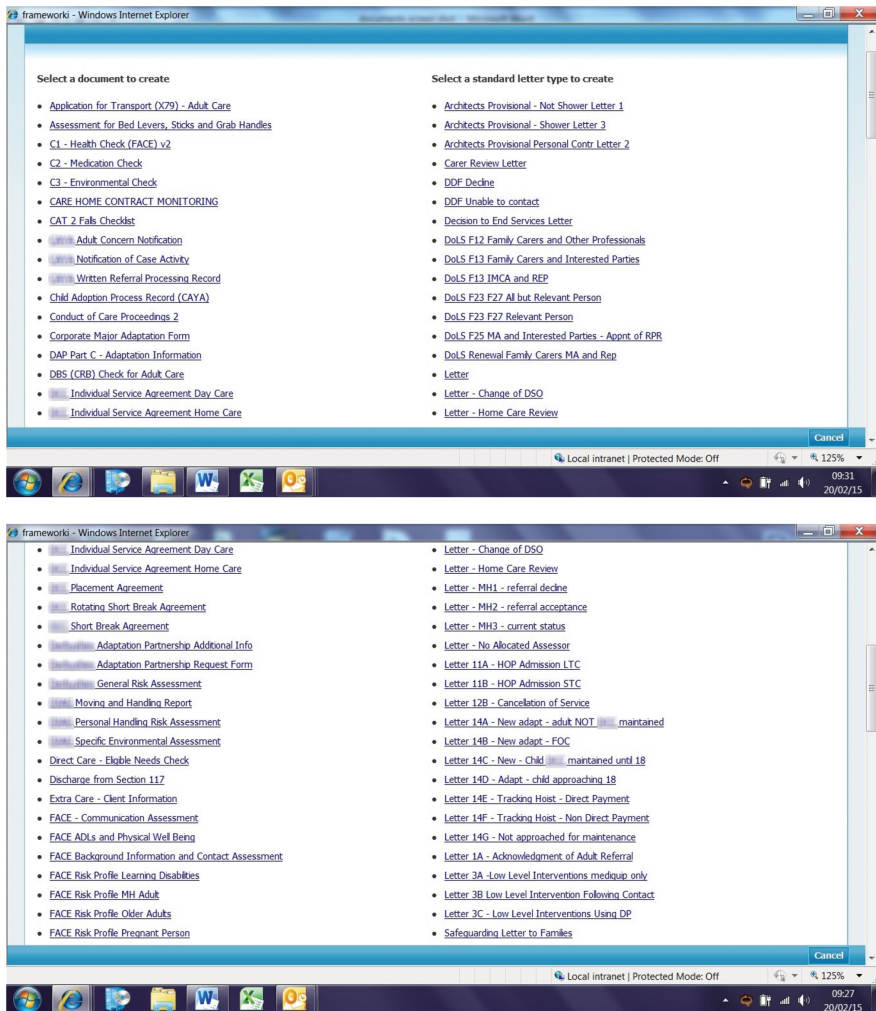 frameworki - Windows Internet Explorer
Select a document to create
Application for Transport (X79) - Adult Care
Assessment for Bed Levers, Sticks and Grab Handles
C1 - Health Check (FACE) v2
C2 - Medication Check
C3 - Environmental Check
CARE HOME CONTRACT MONITORING
CAT 2 Falls Checklist
Adult Concern Notification
Notification of Case Activity
Written Referral Processing Record
Child Adoption Process Record (CAYA)
Conduct of Care Proceedings 2
Corporate Major Adaptation Form
DAP Part C - Adaptation Information
DBS (CRB) Check for Adult Care
Individual Service Agreement Day Care
Individual Service Agreement Home Care
Select a standard letter type to create
Architects Provisional - Not Shower Letter 1
Architects Provisional - Shower Letter 3
Architects Provisional Personal Contr Letter 2
Carer Review Letter
DDF Decline
DDF Unable to contact
Decision to End Services Letter
DoLS F12 Family Carers and Other Professionals
DoLS F13 Family Carers and Interested Parties
DoLS F13 IMCA and REP
DoLS F23 F27 All but Relevant Person
DoLS F23 F27 Relevant Person
DoLS F25 MA and Interested Parties - Appnt of RPR
DoLS Renewal Family Carers MA and Rep
Letter
Letter - Change of DSO
Letter - Home Care Review
Cancel
Local intranet | Protected Mode: Off
125%
09:31
20/02/15
frameworki - Windows Internet Explorer
Individual Service Agreement Day Care
Individual Service Agreement Home Care
Placement Agreement
Rotating Short Break Agreement
Short Break Agreement
Adaptation Partnership Additional Info
Adaptation Partnership Request Form
General Risk Assessment
Moving and Handling Report
Personal Handling Risk Assessment
Specific Environmental Assessment
Direct Care - Eligible Needs Check
Discharge from Section 117
Extra Care - Client Information
FACE - Communication Assessment
FACE ADLs and Physical Well Being
FACE Background Information and Contact Assessment
FACE Risk Profile Learning Disabilities
FACE Risk Profile MH Adult
FACE Risk Profile Older Adults
FACE Risk Profile Pregnant Person
Letter - Change of DSO
Letter - Home Care Review
Letter - MH1 - referral decline
Letter - MH2 - referral acceptance
Letter - MH3 - current status
Letter - No Allocated Assessor
Letter 11A - HOP Admission LTC
Letter 11B - HOP Admission STC
Letter 12B - Cancellation of Service
Letter 14A - New adapt - adult NOT maintained
Letter 14B - New adapt - FOC
Letter 14C - New - Child maintained until 18
Letter 14D - Adapt - child approaching 18
Letter 14E - Tracking Hoist - Direct Payment
Letter 14F - Tracking Hoist - Non Direct Payment
Letter 14G - Not approached for maintenance
Letter 1A - Acknowledgment of Adult Referral
Letter 3A -Low Level Interventions mediquip only
Letter 3B Low Level Intervention Following Contact
Letter 3C - Low Level Interventions Using DP
Safeguarding Letter to Families
Cancel
Local intranet | Protected Mode: Off
125%
09:27
20/02/15